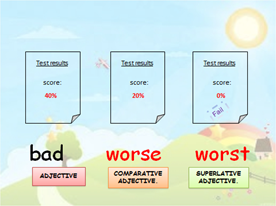 Test results
score:
40%
Test results
score:
20%
Test results
score:
0%
Fail
bad
worse
worst
ADJECTIVE
COMPARATIVE
ADJECTIVE.
SUPERLATIVE
ADJECTIVE.